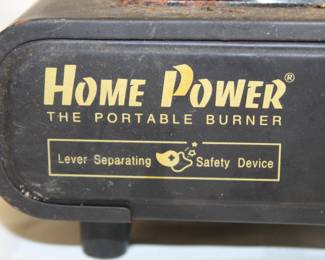 HOME POWER®
THE PORTABLE BURNER
Lever Separating Safety Device